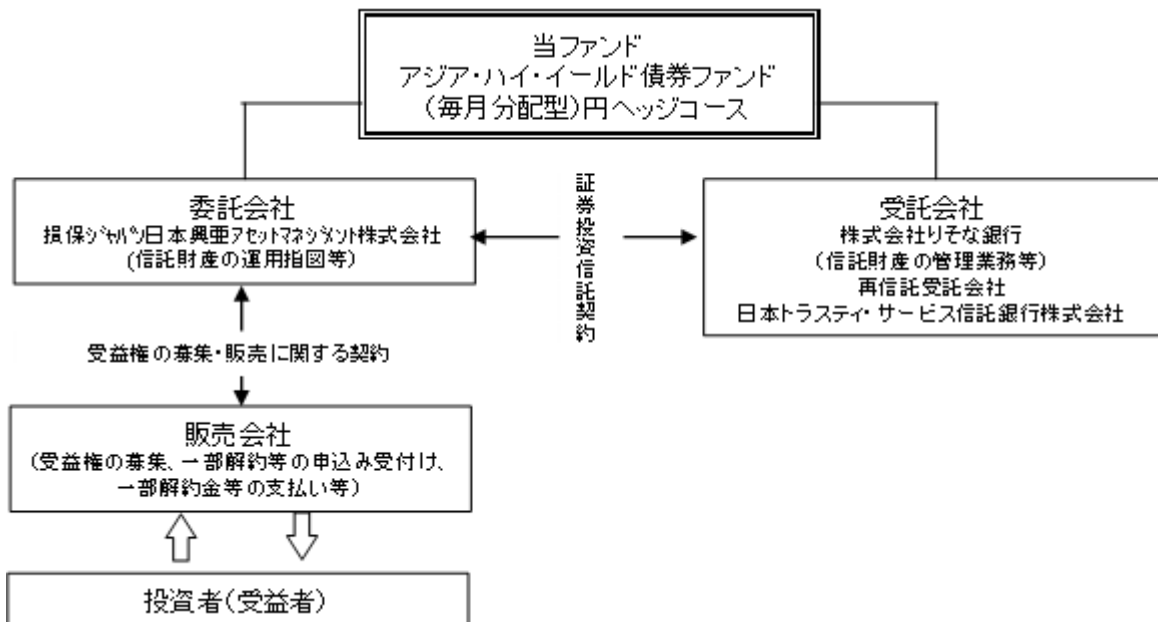 当ファンド
アジア・ハイ・イールド債券ファンド
(毎月分配型)円ヘッジコース
委託会社
損保ｼﾞｬﾊﾟﾝ日本興亜ｱｾｯﾄﾏﾈｼﾞﾒﾝﾄ株式会社
(信託財産の運用指図等)
証券投資信託契約
受託会社
株式会社りそな銀行
(信託財産の管理業務等)
再信託受託会社
日本トラスティ・サービス信託銀行株式会社
受益権の募集・販売に関する契約
販売会社
(受益権の募集、一部解約等の申込み受付け、
一部解約金等の支払い等)
投資者(受益者)